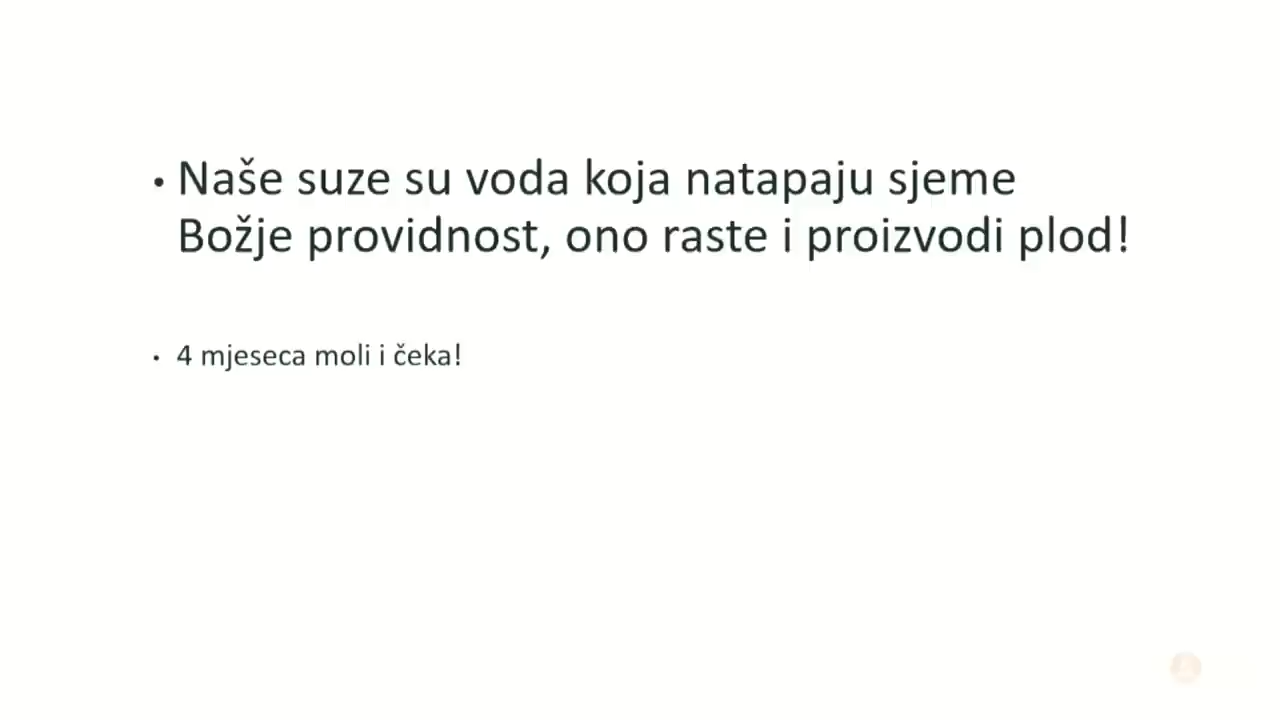 • Naše suze su voda koja natapaju sjeme
Božje providnost, ono raste i proizvodi plod!
• 4 mjeseca moli i čeka!